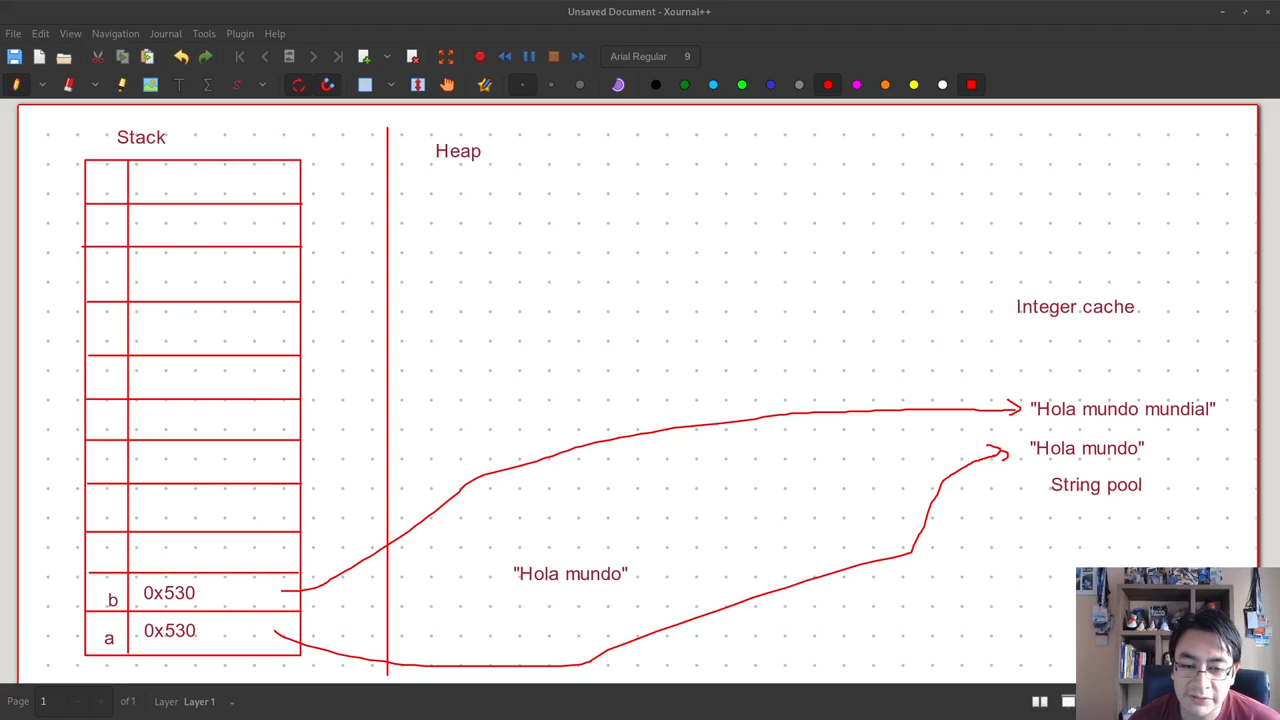 Unsaved Document - Xournal++
File Edit View Navigation Journal Tools Plugin Help
Arial Regular 9
Stack
Heap
Integer cache
"Hola mundo mundial"
"Hola mundo"
String pool
"Hola mundo"
b 0x530
a 0x530
Page 1 of 1 Layer Layer 1